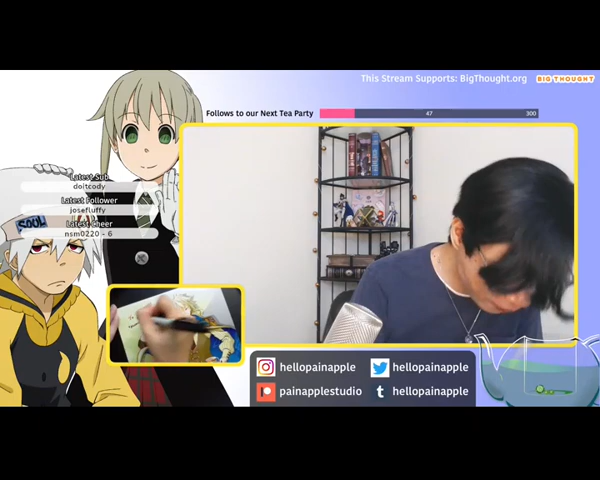 This Stream Supports: BigThought.org
BIG THOUGHT
Follows to our Next Tea Party
47
300
Latest Sub
doitcody
Latest Follower
josefluffy
Latest Cheer
nsm0220 - 6
SOUL
hellopainapple
hellopainapple
painapplestudio
hellopainapple